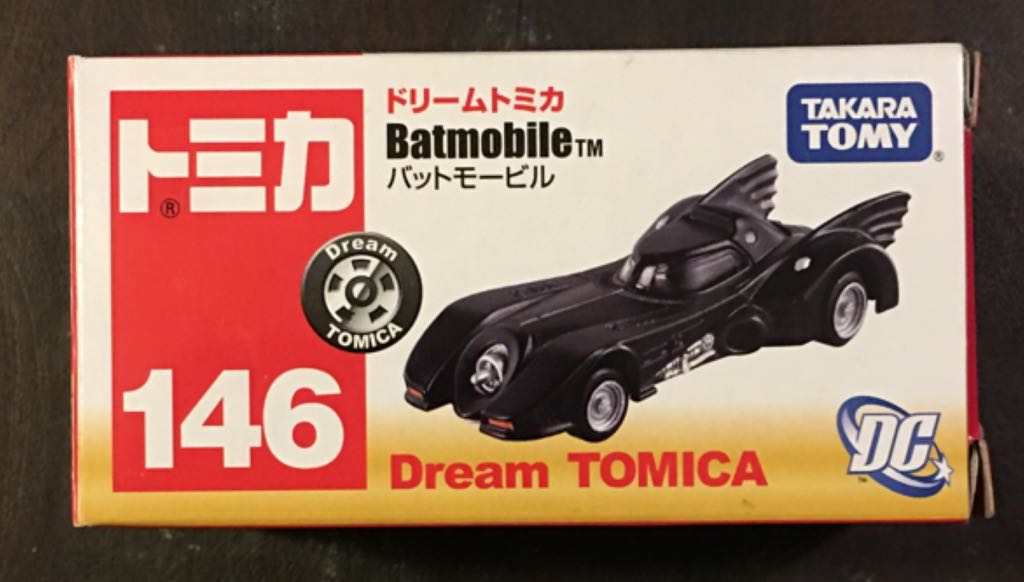 トミカ®
146
Dream
TOMICA
ドリームトミカ
Batmobile™
バットモービル
TAKARA
TOMY®
Dream TOMICA
DC™